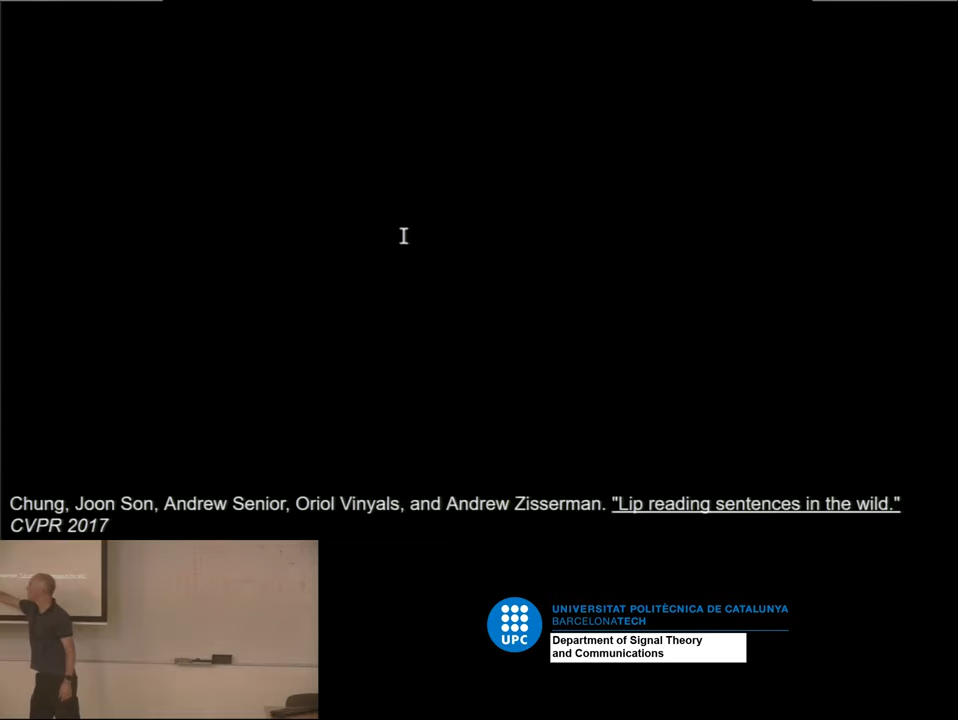 Chung, Joon Son, Andrew Senior, Oriol Vinyals, and Andrew Zisserman. "Lip reading sentences in the wild."
CVPR 2017
UPC
UNIVERSITAT POLITÈCNICA DE CATALUNYA
BARCELONATECH
Department of Signal Theory
and Communications